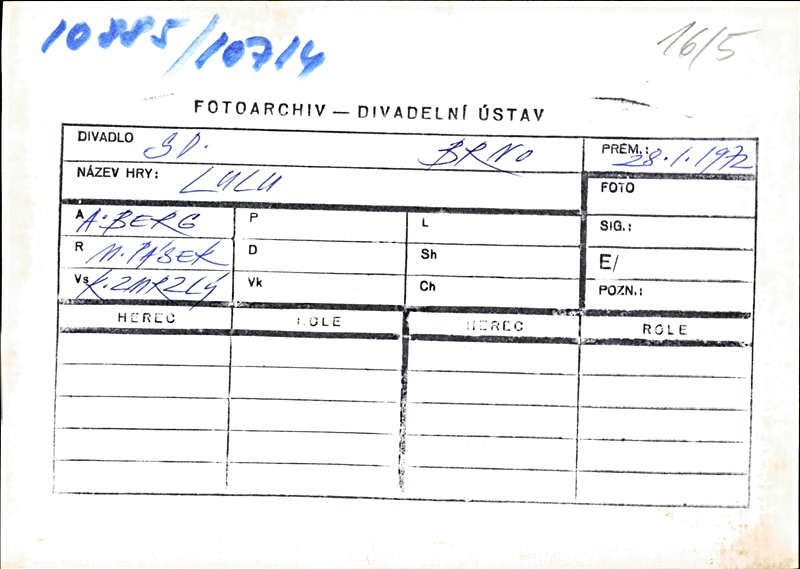 10885/10714
16/5
FOTOARCHIV — DIVADELNÍ ÚSTAV
DIVADLO SD. BRNO
PREM.: 28.1.1972
NÁZEV HRY: LULU
FOTO
A A. BERG P L SIG.:
R M. PÁSEK D Sh E/
Vs K. ZMRZLÝ Vk Ch POZN.:
HEREC ROLE HEREC ROLE